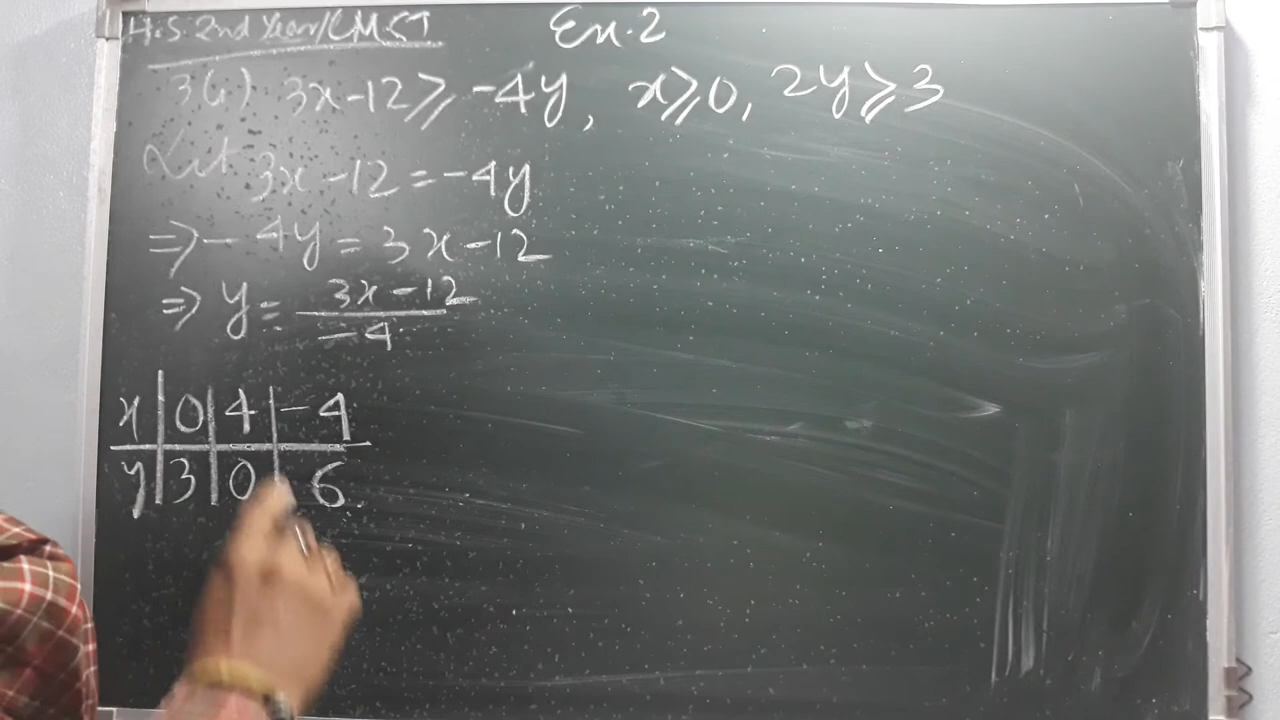 H.S. 2nd Year/CMST Ex. 2
3(i) 3x-12 ⩾ -4y, x⩾0, 2y⩾3
Let 3x-12=-4y
⇒ -4y = 3x-12
⇒ y = 3x-12
-4
x | 0 | 4 | -4
y | 3 | 0 | 6